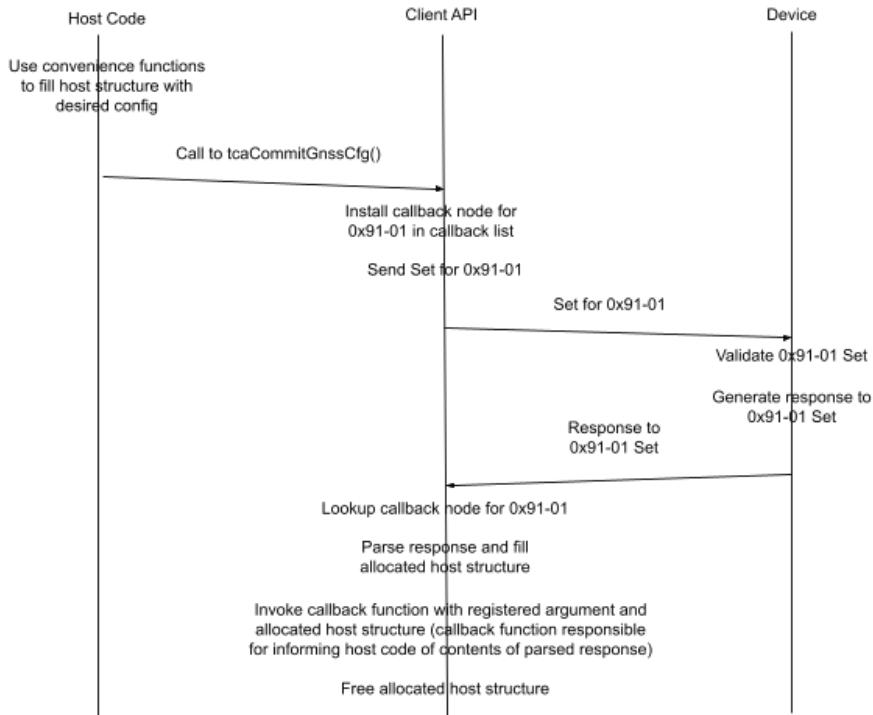 Host Code
Client API
Device
Use convenience functions
to fill host structure with
desired config
Call to tcaCommitGnssCfg()
Install callback node for
0x91-01 in callback list
Send Set for 0x91-01
Set for 0x91-01
Validate 0x91-01 Set
Generate response to
0x91-01 Set
Response to
0x91-01 Set
Lookup callback node for 0x91-01
Parse response and fill
allocated host structure
Invoke callback function with registered argument and
allocated host structure (callback function responsible
for informing host code of contents of parsed response)
Free allocated host structure